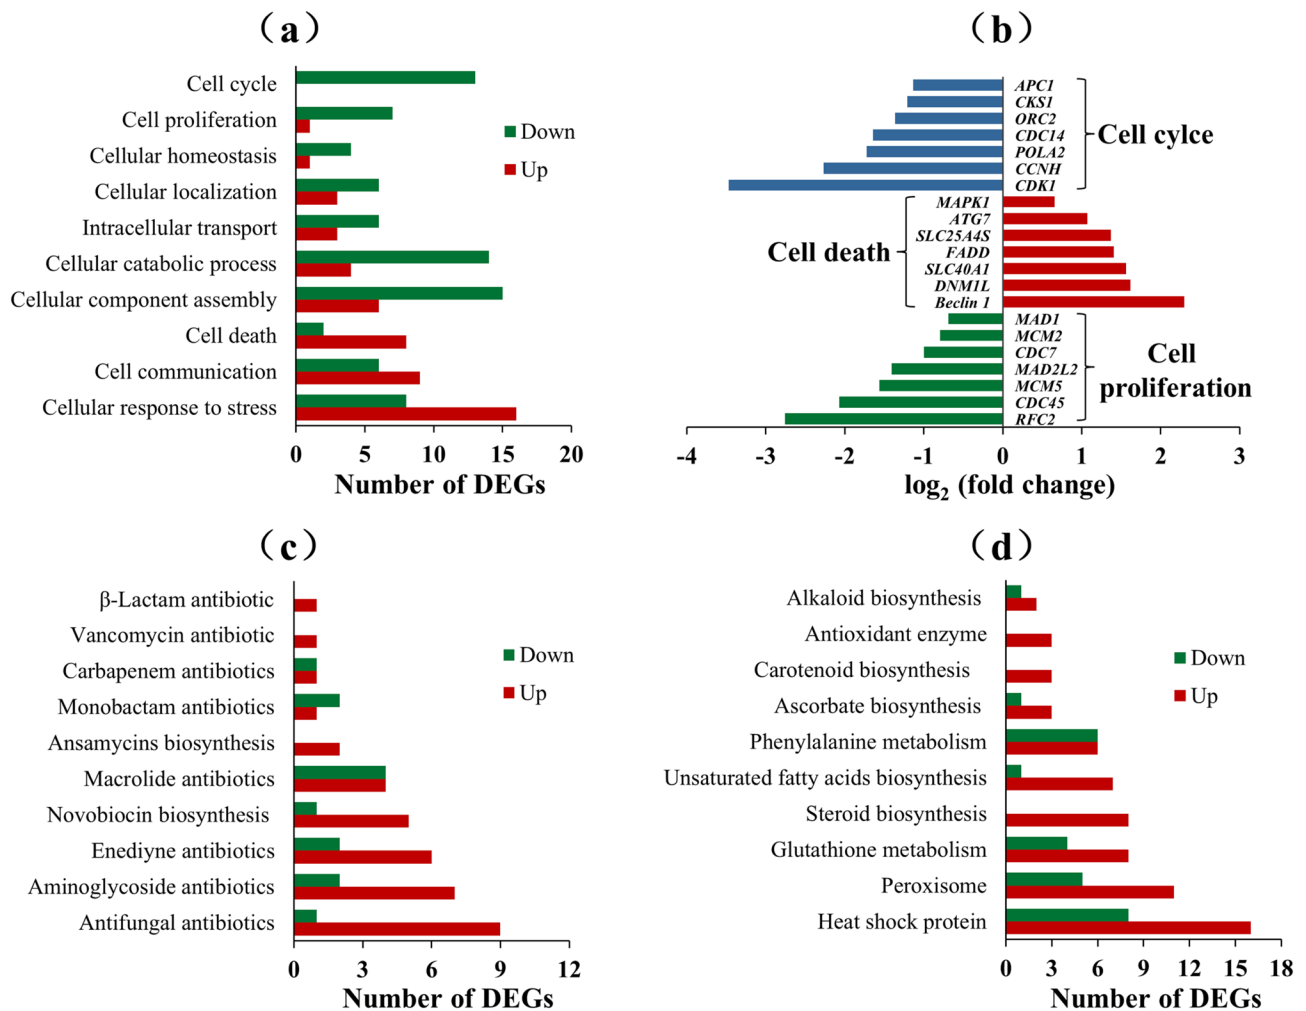 (a)
Cell cycle
Cell proliferation
Cellular homeostasis
Cellular localization
Intracellular transport
Cellular catabolic process
Cellular component assembly
Cell death
Cell communication
Cellular response to stress
Down
Up
0 5 10 15 20
Number of DEGs
(b)
APC1
CKS1
ORC2
CDC14
POLA2
CCNH
CDK1
Cell cylce
MAPK1
ATG7
SLC25A4S
FADD
SLC40A1
DNM1L
Beclin 1
Cell death
MAD1
MCM2
CDC7
MAD2L2
MCM5
CDC45
RFC2
Cell
proliferation
-4 -3 -2 -1 0 1 2 3
log2 (fold change)
(c)
β-Lactam antibiotic
Vancomycin antibiotic
Carbapenem antibiotics
Monobactam antibiotics
Ansamycins biosynthesis
Macrolide antibiotics
Novobiocin biosynthesis
Enediyne antibiotics
Aminoglycoside antibiotics
Antifungal antibiotics
Down
Up
0 3 6 9 12
Number of DEGs
(d)
Alkaloid biosynthesis
Antioxidant enzyme
Carotenoid biosynthesis
Ascorbate biosynthesis
Phenylalanine metabolism
Unsaturated fatty acids biosynthesis
Steroid biosynthesis
Glutathione metabolism
Peroxisome
Heat shock protein
Down
Up
0 3 6 9 12 15 18
Number of DEGs